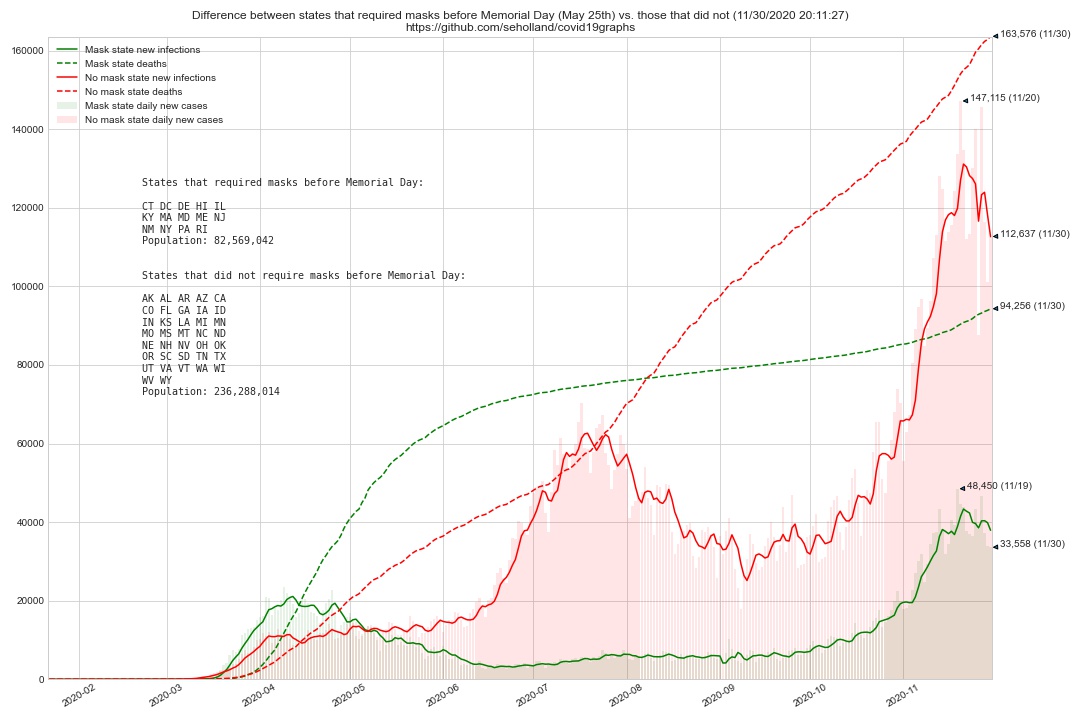 Difference between states that required masks before Memorial Day (May 25th) vs. those that did not (11/30/2020 20:11:27)
https://github.com/seholland/covid19graphs
Mask state new infections
Mask state deaths
No mask state new infections
No mask state deaths
Mask state daily new cases
No mask state daily new cases
States that required masks before Memorial Day:
CT DC DE HI IL
KY MA MD ME NJ
NM NY PA RI
Population: 82,569,042
States that did not require masks before Memorial Day:
AK AL AR AZ CA
CO FL GA IA ID
IN KS LA MI MN
MO MS MT NC ND
NE NH NV OH OK
OR SC SD TN TX
UT VA VT WA WI
WV WY
Population: 236,288,014
163,576 (11/30)
147,115 (11/20)
112,637 (11/30)
94,256 (11/30)
48,450 (11/19)
33,558 (11/30)
160000
140000
120000
100000
80000
60000
40000
20000
0
2020-02
2020-03
2020-04
2020-05
2020-06
2020-07
2020-08
2020-09
2020-10
2020-11